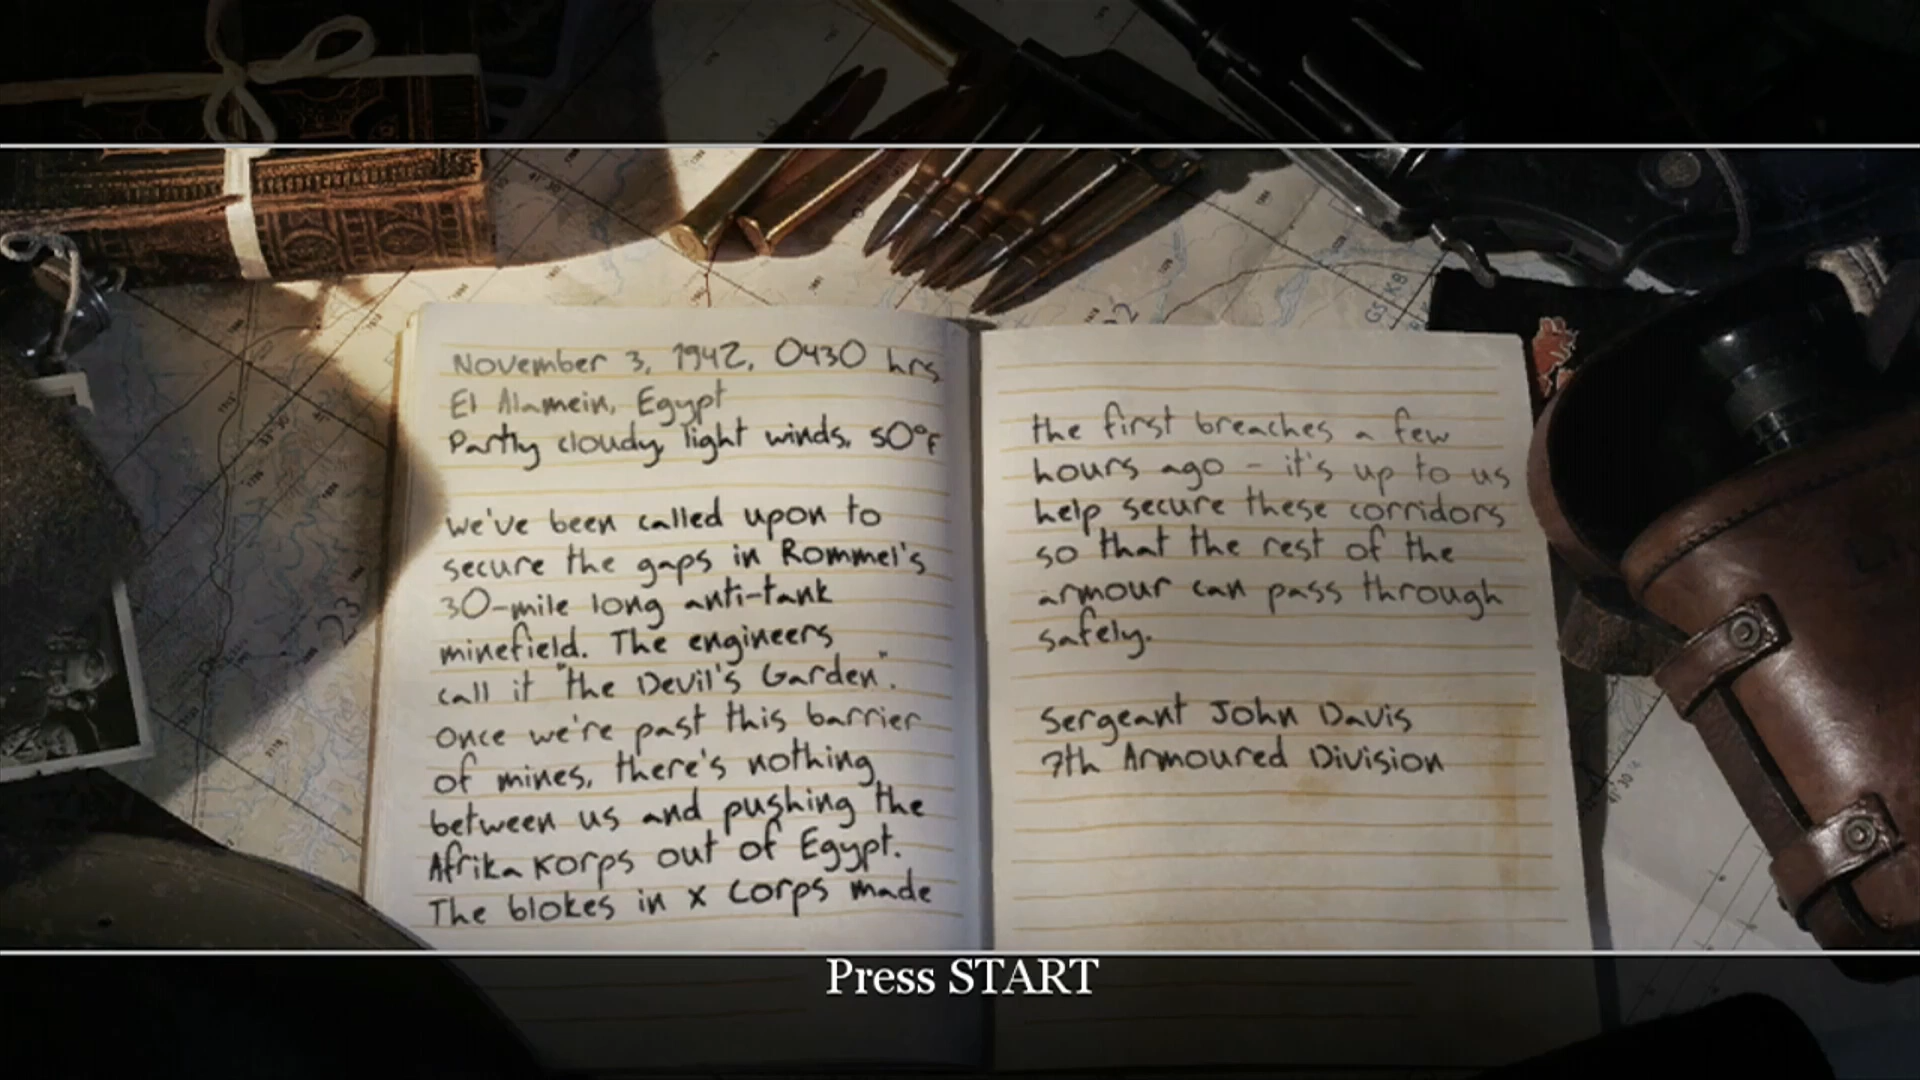 November 3, 1942, 0430 hrs
El Alamein, Egypt
Partly cloudy, light winds, 50°F
We've been called upon to
secure the gaps in Rommel's
30-mile long anti-tank
minefield. The engineers
call it "the Devil's Garden".
Once we're past this barrier
of mines, there's nothing
between us and pushing the
Afrika Korps out of Egypt.
The blokes in X Corps made
the first breaches a few
hours ago - it's up to us
help secure these corridors
so that the rest of the
armour can pass through
safely.
Sergeant John Davis
7th Armoured Division
Press START